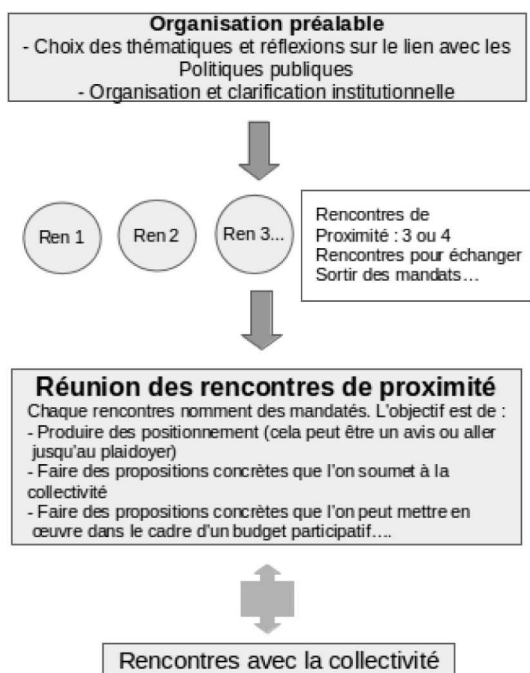 Organisation préalable
- Choix des thématiques et réflexions sur le lien avec les
Politiques publiques
- Organisation et clarification institutionnelle
Ren 1
Ren 2
Ren 3...
Rencontres de
Proximité : 3 ou 4
Rencontres pour échanger
Sortir des mandats…
Réunion des rencontres de proximité
Chaque rencontres nomment des mandatés. L'objectif est de :
- Produire des positionnement (cela peut être un avis ou aller
jusqu'au plaidoyer)
- Faire des propositions concrètes que l'on soumet à la
collectivité
- Faire des propositions concrètes que l'on peut mettre en
œuvre dans le cadre d'un budget participatif….
Rencontres avec la collectivité